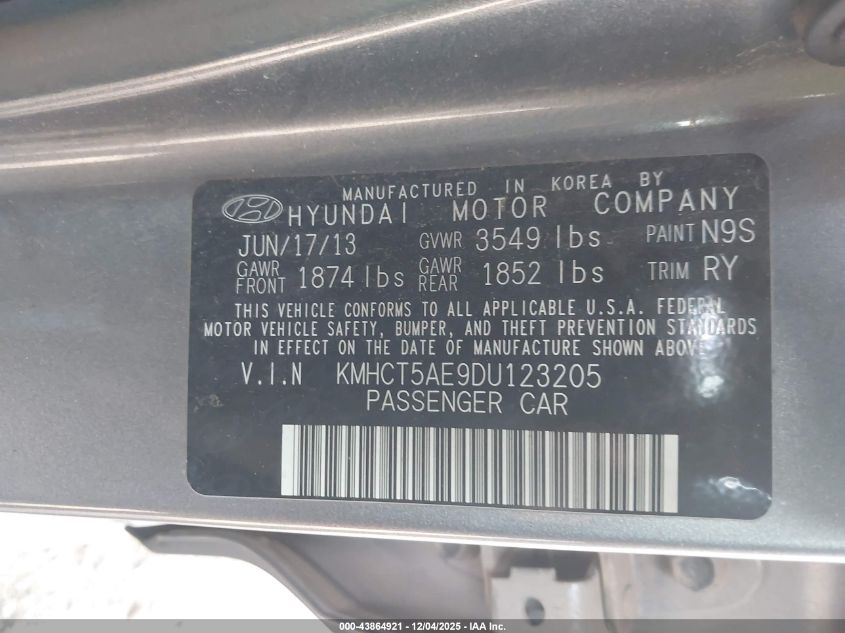 MANUFACTURED IN KOREA BY
HYUNDAI MOTOR COMPANY
JUN/17/13 GVWR 3549 lbs PAINT N9S
GAWR FRONT 1874 lbs GAWR REAR 1852 lbs TRIM RY
THIS VEHICLE CONFORMS TO ALL APPLICABLE U.S.A. FEDERAL
MOTOR VEHICLE SAFETY, BUMPER, AND THEFT PREVENTION STANDARDS
IN EFFECT ON THE DATE OF MANUFACTURE SHOWN ABOVE
V.I.N KMHCT5AE9DU123205
PASSENGER CAR
000-43864921 - 12/04/2025 - IAA Inc.